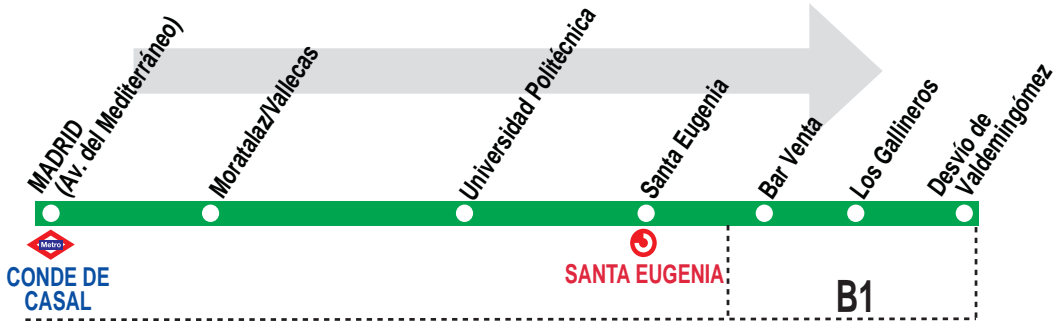 MADRID
(Av. del Mediterráneo)
Moratalaz/Vallecas
Universidad Politécnica
Santa Eugenia
Bar Venta
Los Gallineros
Desvío de
Valdemingómez
Metro
CONDE DE
CASAL
SANTA EUGENIA
B1